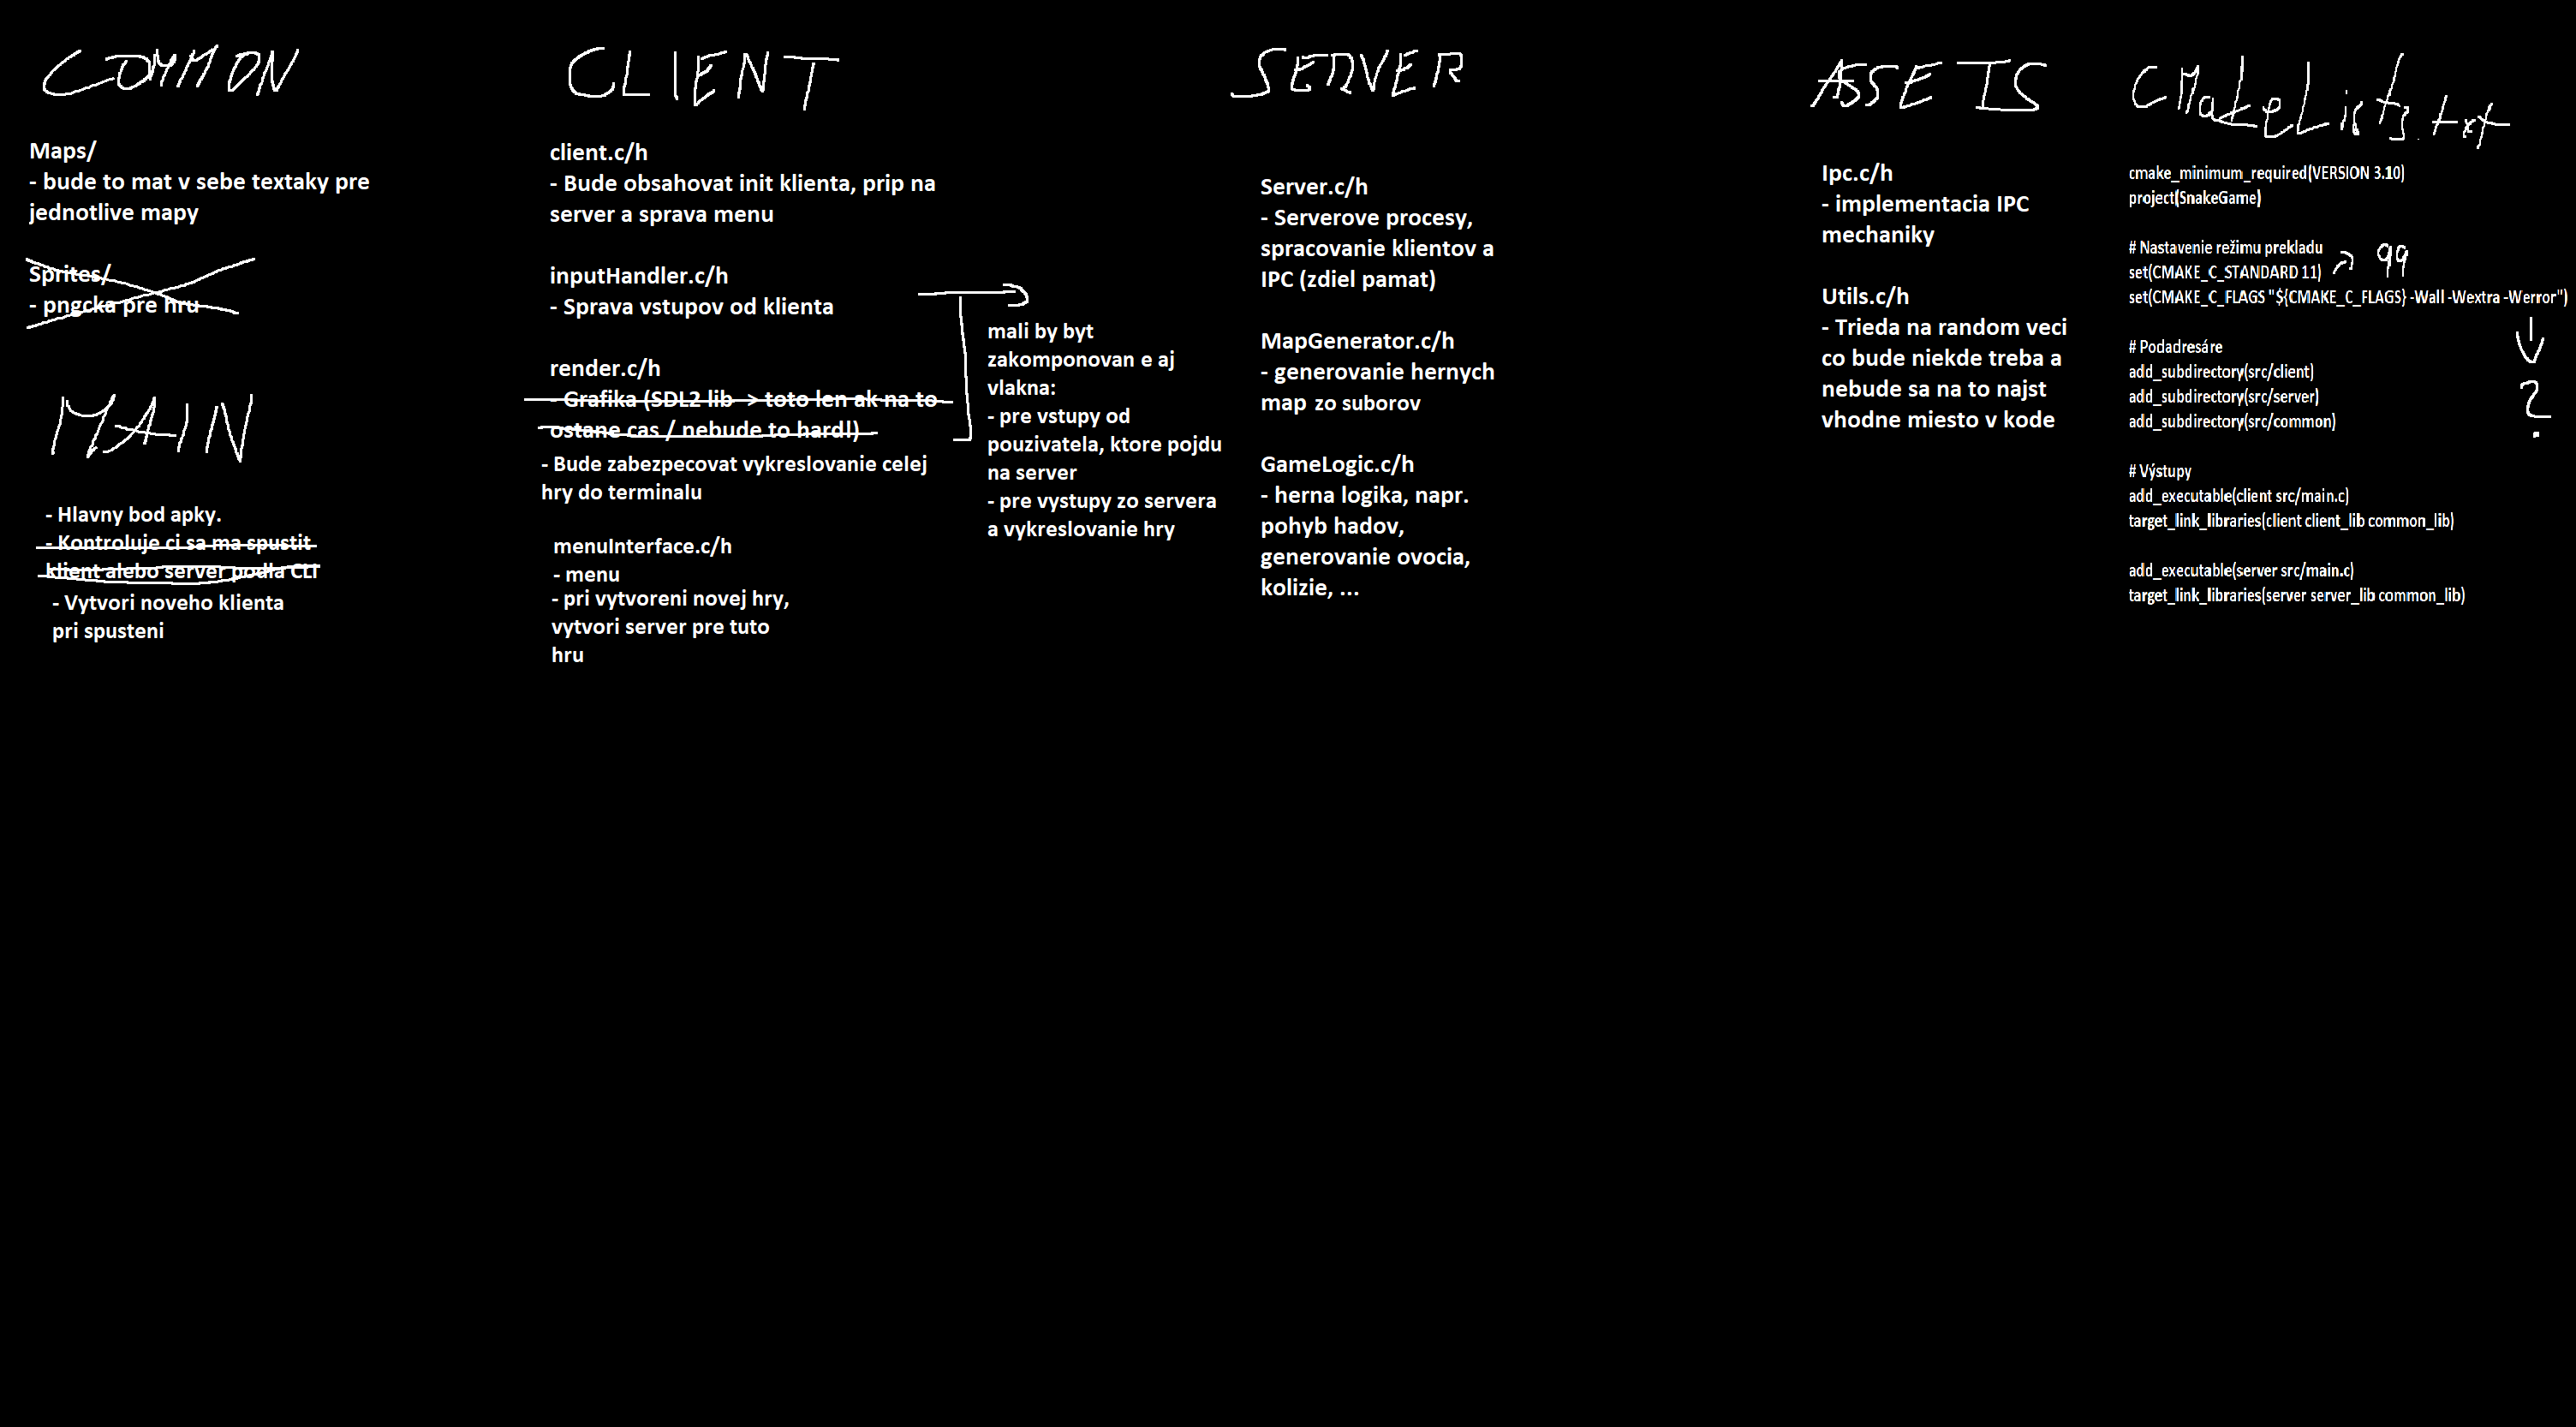 COMMON
Maps/
- bude to mat v sebe textaky pre
jednotlive mapy
Sprites/
- pngcka pre hru
MAIN
- Hlavny bod apky.
- Kontroluje ci sa ma spustit
klient alebo server podla CLI
- Vytvori noveho klienta
pri spusteni
CLIENT
client.c/h
- Bude obsahovat init klienta, prip na
server a sprava menu
inputHandler.c/h
- Sprava vstupov od klienta
render.c/h
- Grafika (SDL2 lib -> toto len ak na to
ostane cas / nebude to hard!)
- Bude zabezpecovat vykreslovanie celej
hry do terminalu
menuInterface.c/h
- menu
- pri vytvoreni novej hry,
vytvori server pre tuto
hru
mali by byt
zakomponovan e aj
vlakna:
- pre vstupy od
pouzivatela, ktore pojdu
na server
- pre vystupy zo servera
a vykreslovanie hry
SERVER
Server.c/h
- Serverove procesy,
spracovanie klientov a
IPC (zdiel pamat)
MapGenerator.c/h
- generovanie hernych
map zo suborov
GameLogic.c/h
- herna logika, napr.
pohyb hadov,
generovanie ovocia,
kolizie, ...
ASSETS
Ipc.c/h
- implementacia IPC
mechaniky
Utils.c/h
- Trieda na random veci
co bude niekde treba a
nebude sa na to najst
vhodne miesto v kode
CMakeLists.txt
cmake_minimum_required(VERSION 3.10)
project(SnakeGame)
# Nastavenie režimu prekladu
set(CMAKE_C_STANDARD 11) 99
set(CMAKE_C_FLAGS "${CMAKE_C_FLAGS} -Wall -Wextra -Werror")
?
# Podadresáre
add_subdirectory(src/client)
add_subdirectory(src/server)
add_subdirectory(src/common)
# Výstupy
add_executable(client src/main.c)
target_link_libraries(client client_lib common_lib)
add_executable(server src/main.c)
target_link_libraries(server server_lib common_lib)